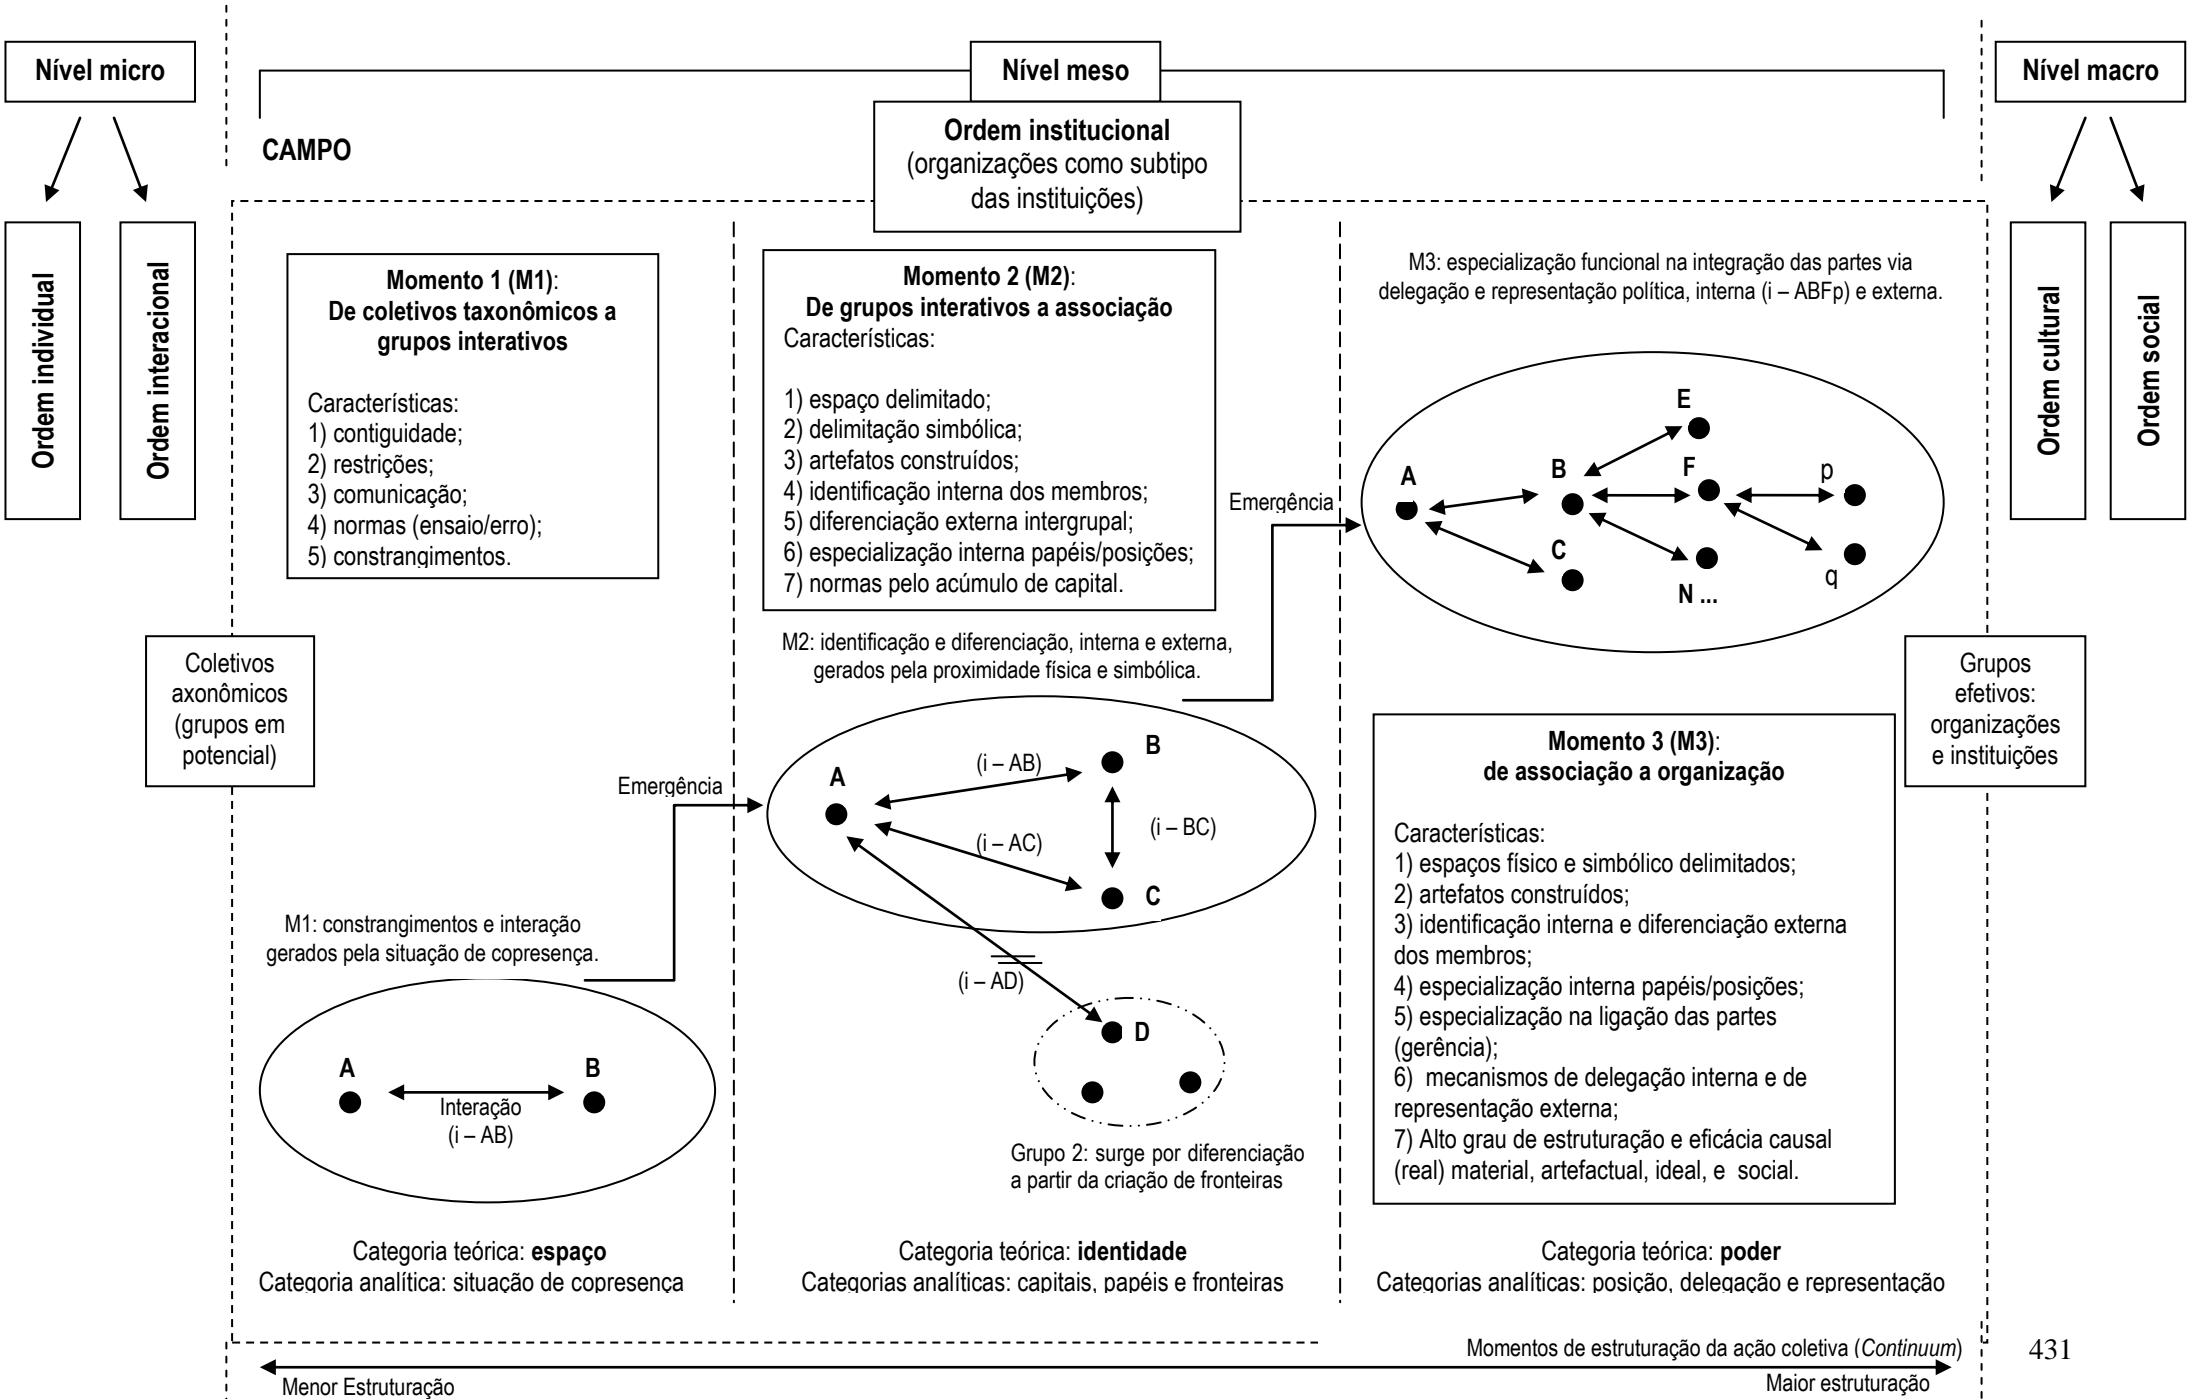 Nível micro
Nível meso
Nível macro
Ordem institucional
(organizações como subtipo
das instituições)
CAMPO
Ordem individual
Ordem interacional
Ordem cultural
Ordem social
Momento 1 (M1):
De coletivos taxonômicos a
grupos interativos
Características:
1) contiguidade;
2) restrições;
3) comunicação;
4) normas (ensaio/erro);
5) constrangimentos.
Momento 2 (M2):
De grupos interativos a associação
Características:
1) espaço delimitado;
2) delimitação simbólica;
3) artefatos construídos;
4) identificação interna dos membros;
5) diferenciação externa intergrupal;
6) especialização interna papéis/posições;
7) normas pelo acúmulo de capital.
M3: especialização funcional na integração das partes via
delegação e representação política, interna (i – ABFp) e externa.
Emergência
A
B
C
E
F
N ...
p
q
Coletivos
axonômicos
(grupos em
potencial)
M2: identificação e diferenciação, interna e externa,
gerados pela proximidade física e simbólica.
Grupos
efetivos:
organizações
e instituições
Emergência
A
(i – AB)
B
(i – AC)
(i – BC)
C
(i – AD)
D
Grupo 2: surge por diferenciação
a partir da criação de fronteiras
Momento 3 (M3):
de associação a organização
Características:
1) espaços físico e simbólico delimitados;
2) artefatos construídos;
3) identificação interna e diferenciação externa
dos membros;
4) especialização interna papéis/posições;
5) especialização na ligação das partes
(gerência);
6) mecanismos de delegação interna e de
representação externa;
7) Alto grau de estruturação e eficácia causal
(real) material, artefactual, ideal, e social.
M1: constrangimentos e interação
gerados pela situação de copresença.
A
B
Interação
(i – AB)
Categoria teórica: espaço
Categoria analítica: situação de copresença
Categoria teórica: identidade
Categorias analíticas: capitais, papéis e fronteiras
Categoria teórica: poder
Categorias analíticas: posição, delegação e representação
Momentos de estruturação da ação coletiva (Continuum)
431
Menor Estruturação
Maior estruturação